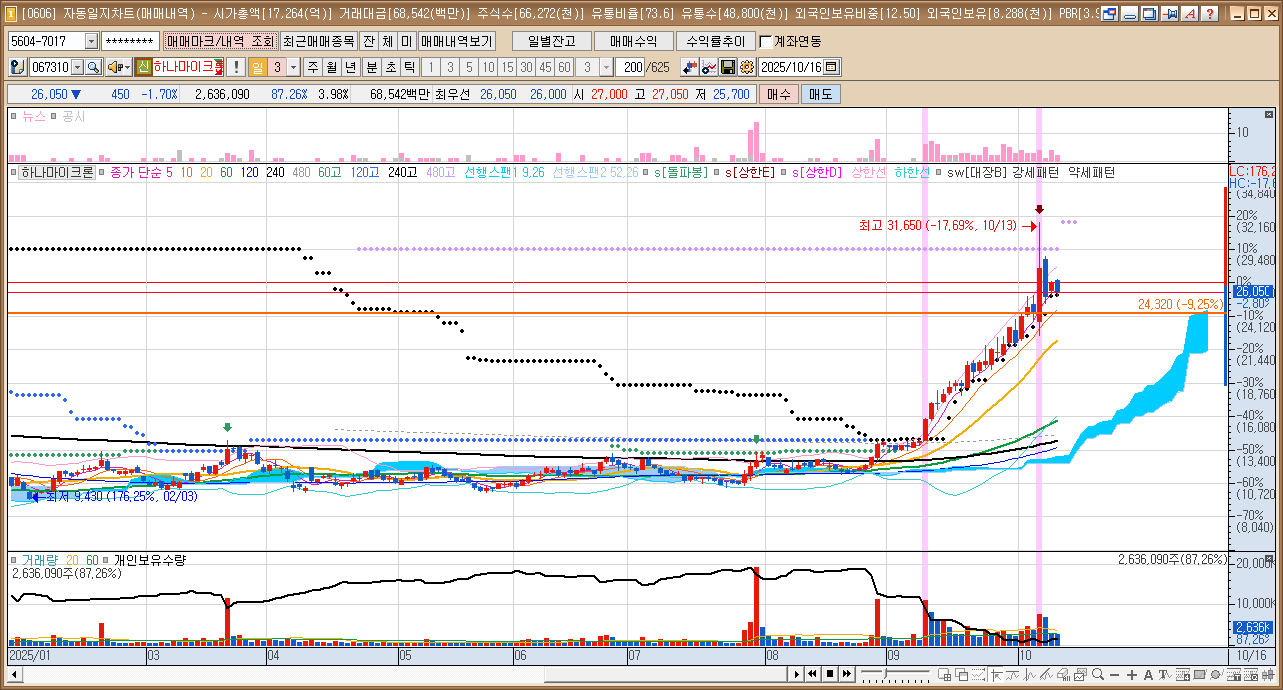 [0606] 자동일지차트(매매내역) - 시가총액[17,264(억)] 거래대금[68,542(백만)] 주식수[66,272(천)] 유통비율[73.6] 유통수[48,800(천)] 외국인보유비중[12.50] 외국인보유[8,288(천)] PBR[3.9
5604-7017 ******** 매매마크/내역 조회 최근매매종목 잔 체 미 매매내역보기 일별잔고 매매수익 수익률추이 계좌연동
067310 신 하나마이크론 ! 일 3 주 월 년 분 초 틱 1 3 5 10 15 30 45 60 3 200 /625 2025/10/16
26,050 ▼ 450 -1.70% 2,636,090 87.26% 3.98% 68,542백만 최우선 26,050 26,000 시 27,000 고 27,050 저 25,700 매수 매도
뉴스 공시
10
하나마이크론 종가 단순 5 10 20 60 120 240 480 60고 120고 240고 480고 선행스팬1 9,26 선행스팬2 52,26 s[돌파봉] s[상한E] s[상한D] 상한선 하한선 sw[대장B] 강세패턴 약세패턴
LC:176,2
HC:-17,6
(34,840
20%
(32,160
최고 31,650 (-17,69%, 10/13)
10%
(29,480
0%
26,050
-2,80%
24,320 (-9,25%)
-10%
(24,120
-20%
(21,440
-30%
(18,760
-40%
(16,080
-50%
(13,400
-60%
(10,720
최저 9,430 (176,25%, 02/03)
-70%
(8,040)
거래량 20 60 개인보유수량
2,636,090주(87,26%)
2,636,090주(87,26%)
20,000K
10,000K
2,636K
87,26%
2025/01 03 04 05 06 07 08 09 10 10/16